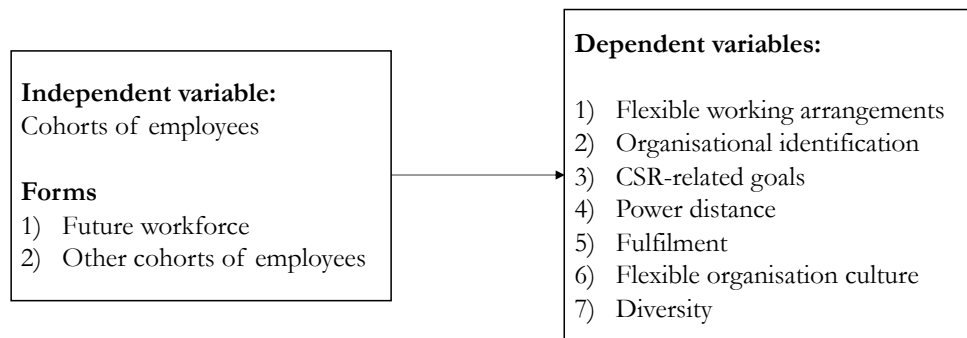 Independent variable:
Cohorts of employees
Forms
1) Future workforce
2) Other cohorts of employees
Dependent variables:
1) Flexible working arrangements
2) Organisational identification
3) CSR-related goals
4) Power distance
5) Fulfilment
6) Flexible organisation culture
7) Diversity